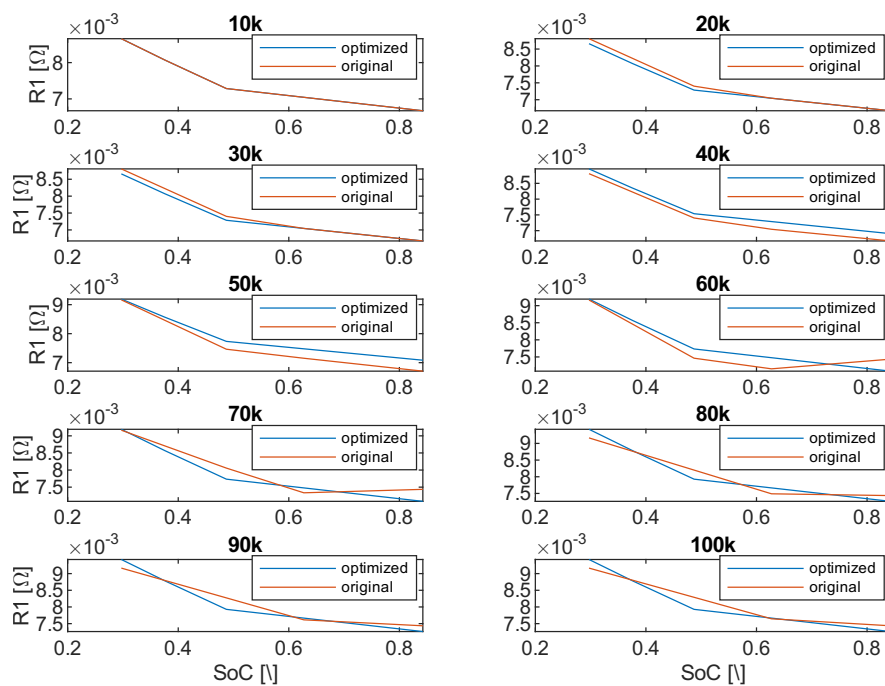 ×10⁻³ 10k
R1 [Ω]
8
7
optimized
original
0.2 0.4 0.6 0.8
×10⁻³ 20k
8.5
8
7.5
7
optimized
original
0.2 0.4 0.6 0.8
×10⁻³ 30k
R1 [Ω]
8.5
8
7.5
7
optimized
original
0.2 0.4 0.6 0.8
×10⁻³ 40k
8.5
8
7.5
7
optimized
original
0.2 0.4 0.6 0.8
×10⁻³ 50k
R1 [Ω]
9
8
7
optimized
original
0.2 0.4 0.6 0.8
×10⁻³ 60k
9
8.5
8
7.5
optimized
original
0.2 0.4 0.6 0.8
×10⁻³ 70k
R1 [Ω]
9
8.5
8
7.5
optimized
original
0.2 0.4 0.6 0.8
×10⁻³ 80k
9
8.5
8
7.5
optimized
original
0.2 0.4 0.6 0.8
×10⁻³ 90k
R1 [Ω]
9
8.5
8
7.5
optimized
original
0.2 0.4 0.6 0.8
SoC [\]
×10⁻³ 100k
9
8.5
8
7.5
optimized
original
0.2 0.4 0.6 0.8
SoC [\]